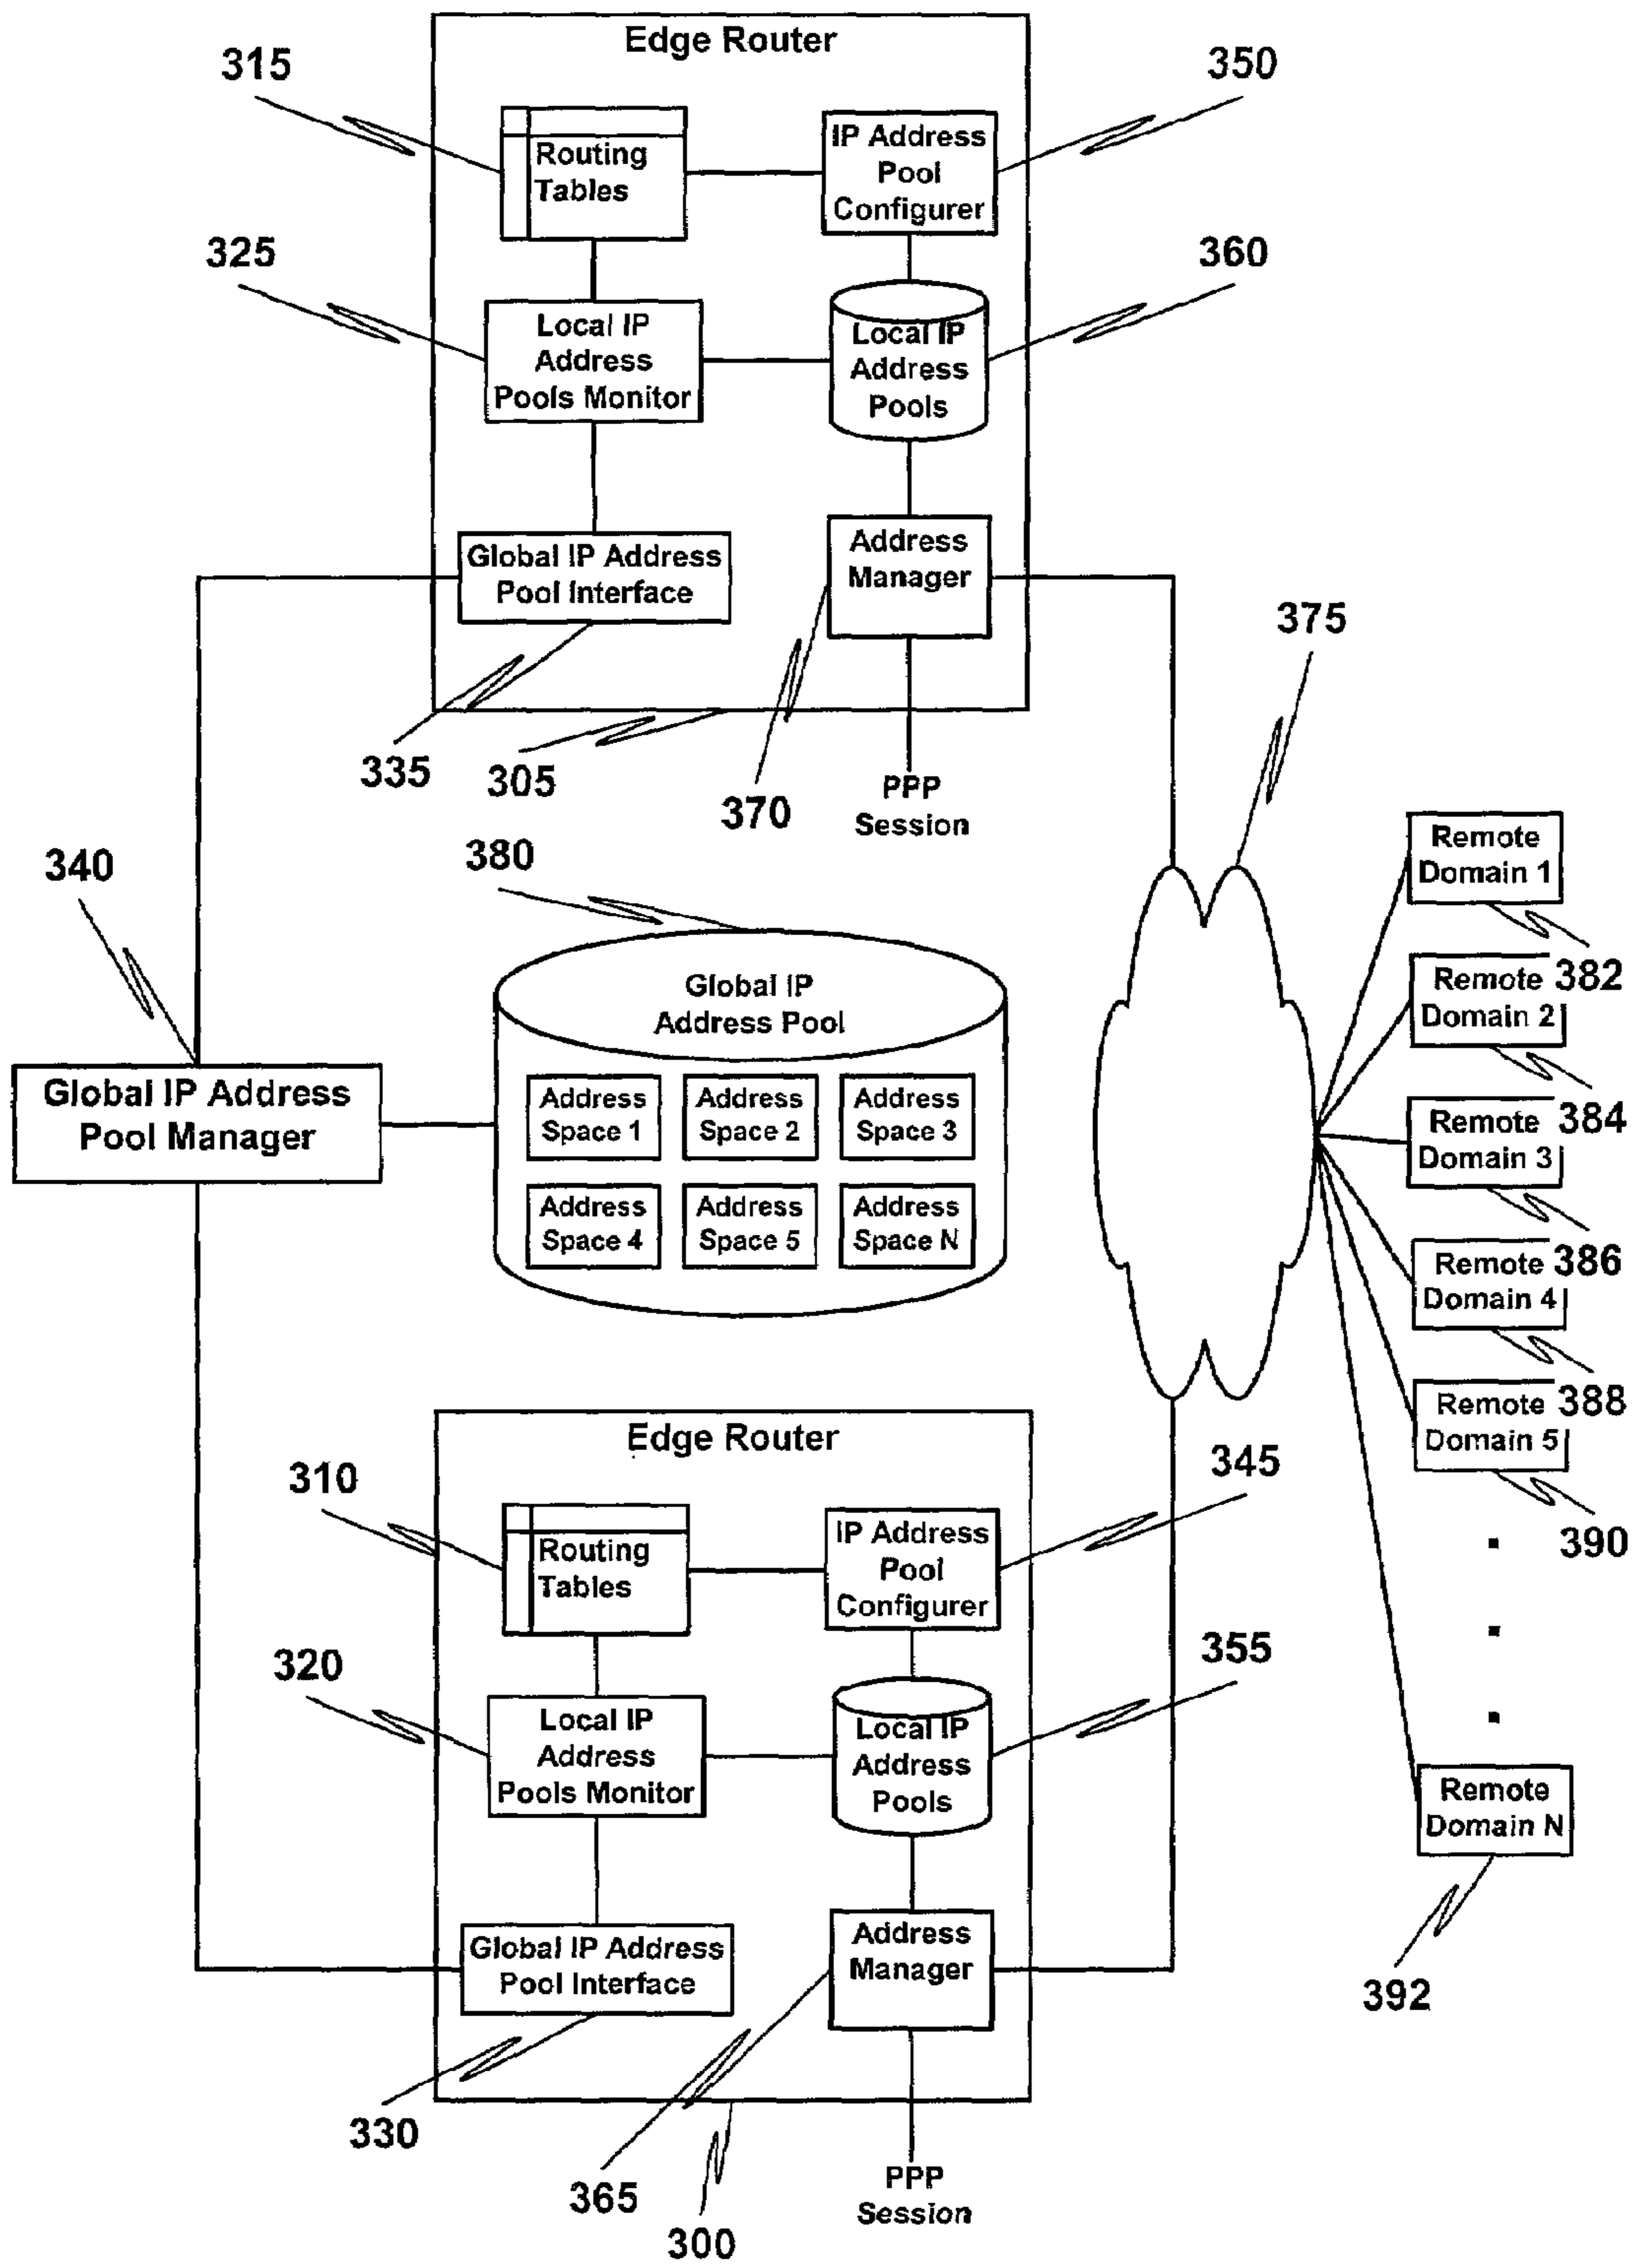 Edge Router
315
350
Routing
Tables
IP Address
Pool
Configurer
325
360
Local IP
Address
Pools Monitor
Local IP
Address
Pools
Global IP Address
Pool Interface
Address
Manager
375
335
305
370
PPP
Session
340
380
Remote
Domain 1
382
Remote
Domain 2
384
Remote
Domain 3
386
Remote
Domain 4
388
Remote
Domain 5
390
Global IP
Address Pool
Global IP Address
Pool Manager
Address
Space 1
Address
Space 2
Address
Space 3
Address
Space 4
Address
Space 5
Address
Space N
Edge Router
310
345
Routing
Tables
IP Address
Pool
Configurer
320
355
Local IP
Address
Pools Monitor
Local IP
Address
Pools
Remote
Domain N
392
Global IP Address
Pool Interface
Address
Manager
330
365
300
PPP
Session